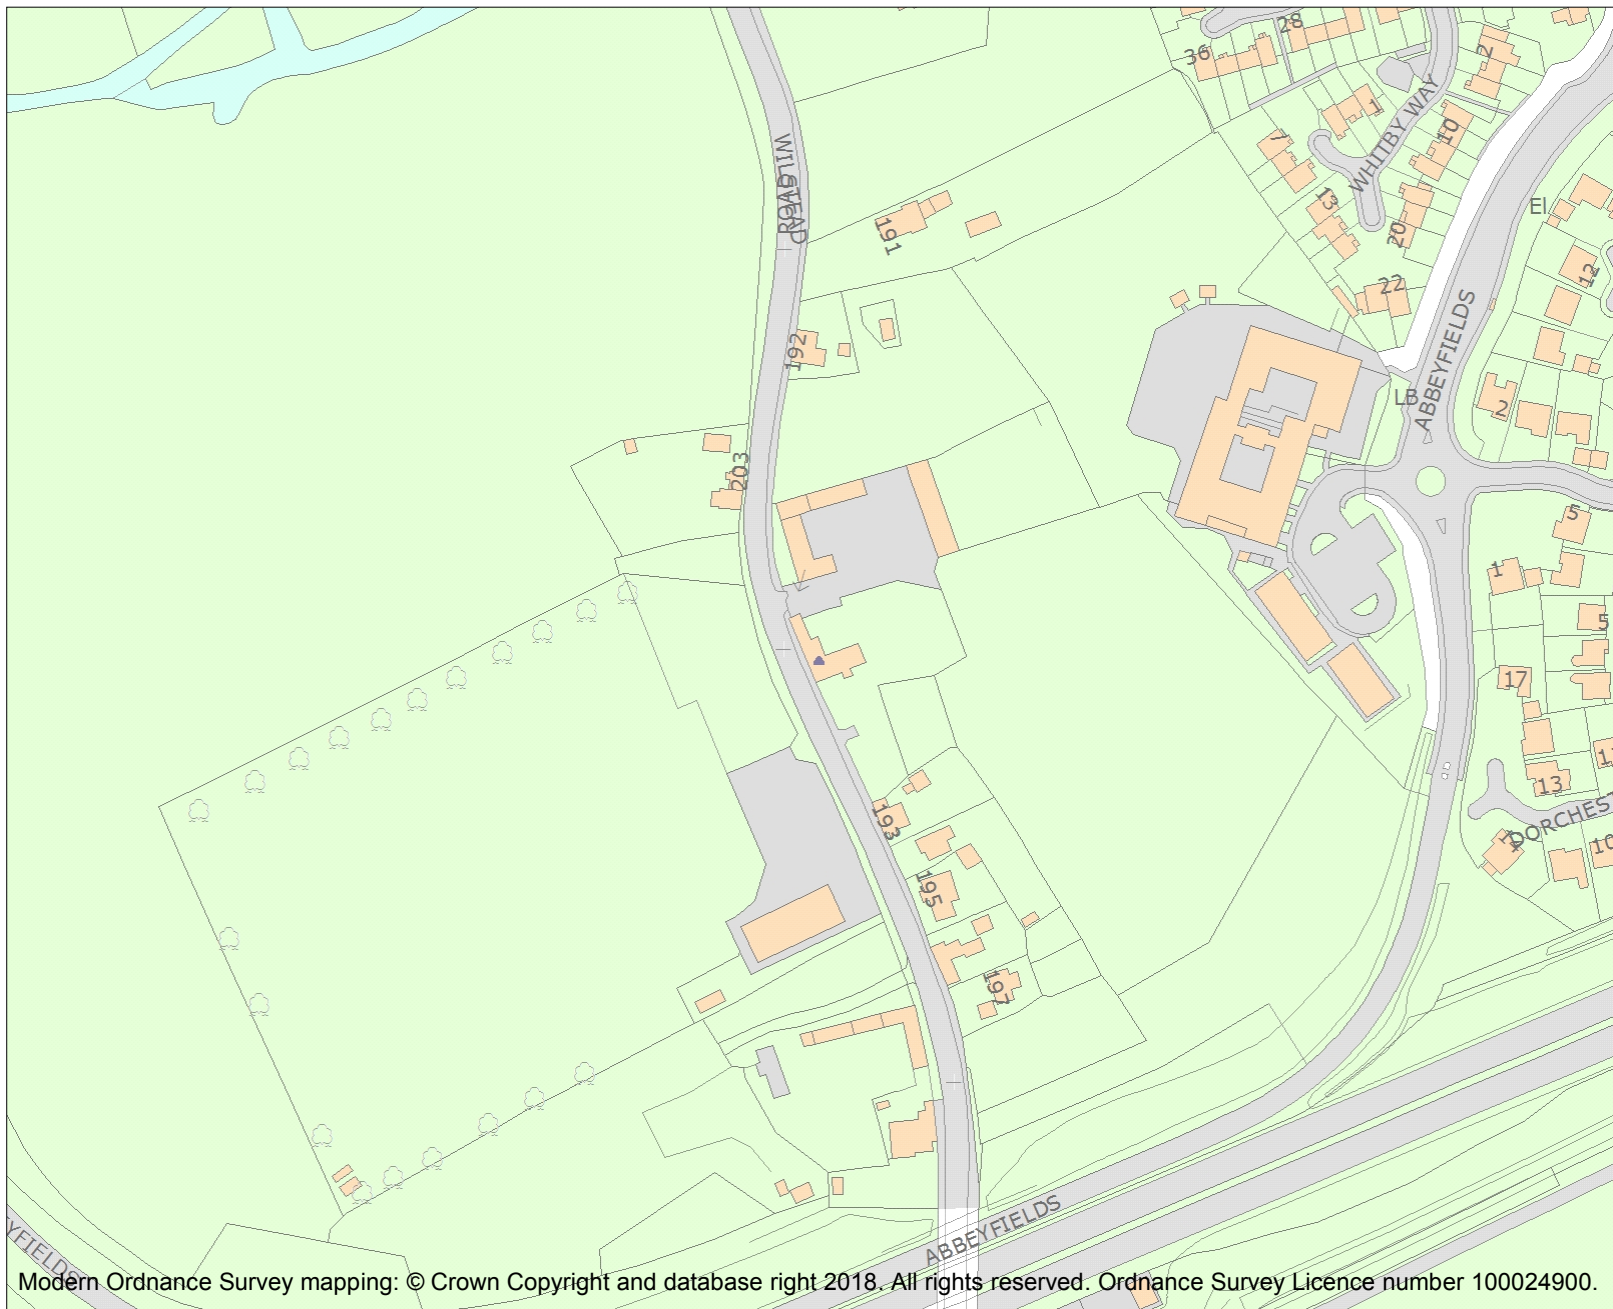 28
36
2
1
WHITBY WAY
10
7
WILSTEAD
ROAD
13
El
191
20
12
22
ABBEYFIELDS
192
LB
2
203
5
1
5
17
13
193
DORCHEST
10
195
197
ABBEYFIELDS
EYFIELDS
Modern Ordnance Survey mapping: © Crown Copyright and database right 2018. All rights reserved. Ordnance Survey Licence number 100024900.